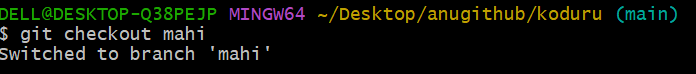 DELL@DESKTOP-Q38PEJP MINGW64 ~/Desktop/anugithub/koduru (main)
$ git checkout mahi
Switched to branch 'mahi'